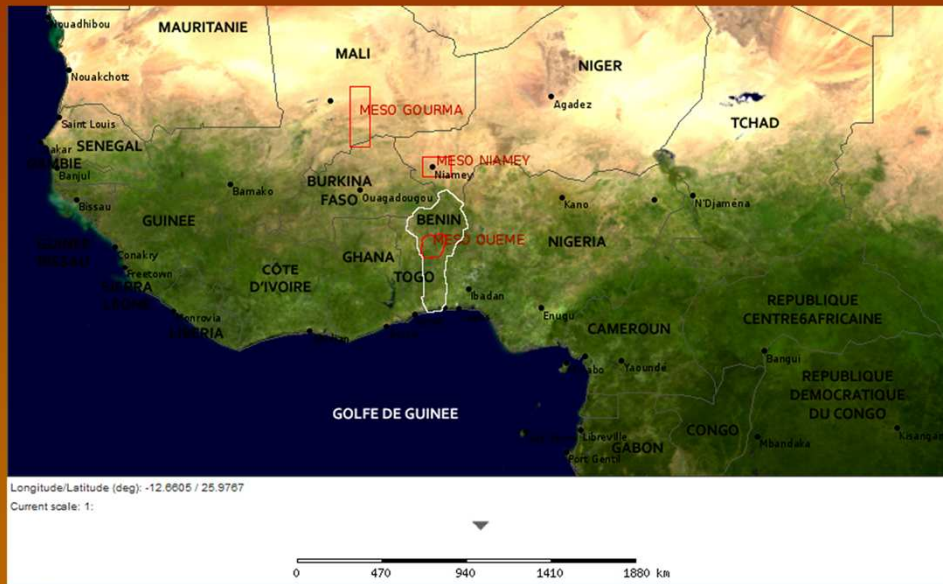 Nouadhibou
MAURITANIE
MALI
NIGER
Nouakchott
Agadez
MESO GOURMA
TCHAD
Saint Louis
SENEGAL
MESO NIAMEY
Niamey
Banjul
BURKINA
FASO
Bamako
Ouagadougou
Kano
N'Djaména
Bissau
GUINEE
BENIN
MESO OUEME
NIGERIA
Conakry
GHANA
Freetown
TOGO
CÔTE
D'IVOIRE
Ibadan
REPUBLIQUE
CENTRE6AFRICAINE
Enugu
CAMEROUN
Bangui
Yaoundé
REPUBLIQUE
DEMOCRATIQUE
DU CONGO
GOLFE DE GUINEE
CONGO
Libreville
Mbandaka
GABON
Port Gentil
Longitude/Latitude (deg): -12.6605 / 25.9767
Current scale: 1:
0 470 940 1410 1880 km